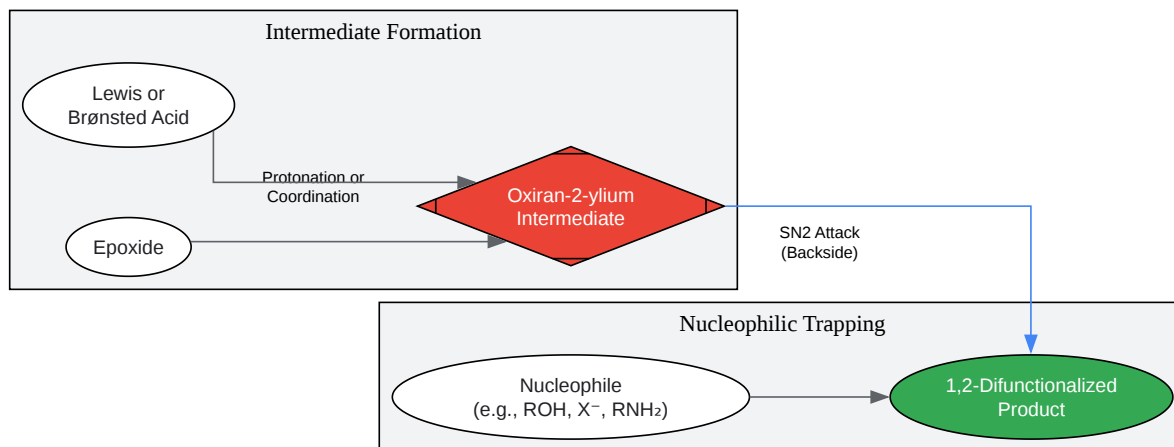 Intermediate Formation
Lewis or
Brønsted Acid
Protonation or
Coordination
Epoxide
Oxiran-2-ylium
Intermediate
SN2 Attack
(Backside)
Nucleophilic Trapping
Nucleophile
(e.g., ROH, X⁻, RNH₂)
1,2-Difunctionalized
Product